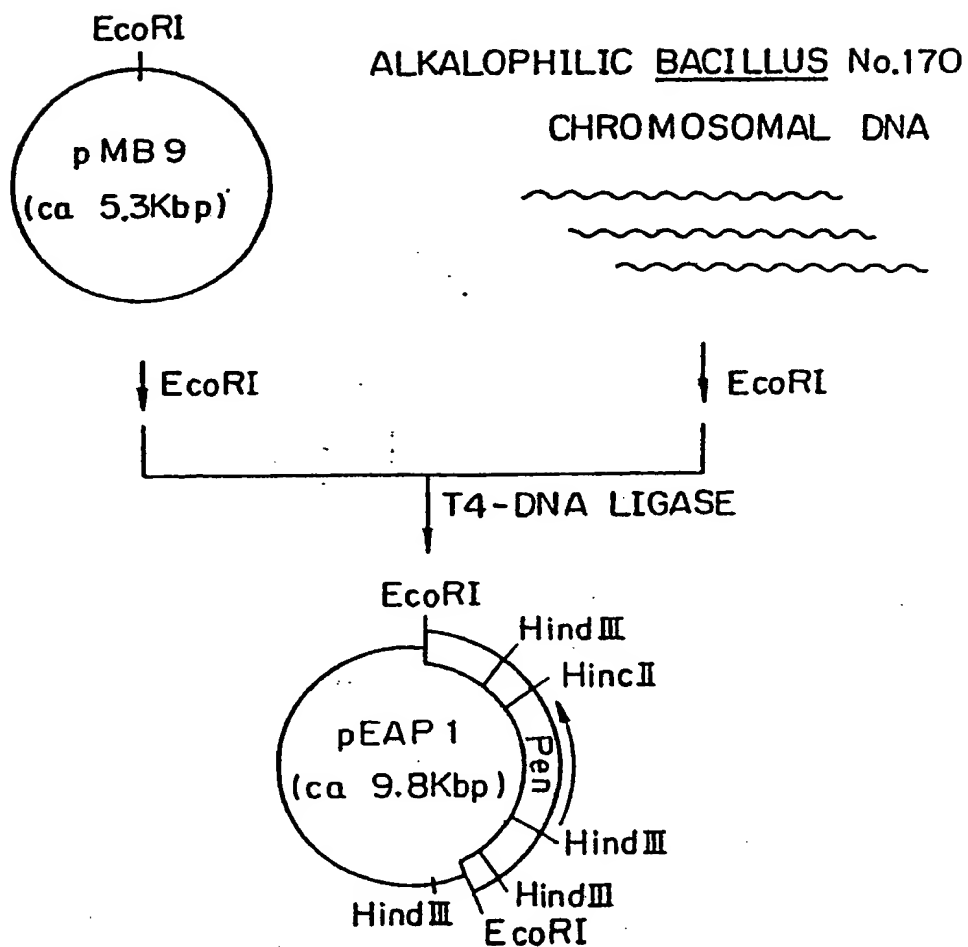 EcoRI
pMB9
(ca 5.3Kbp)
ALKALOPHILIC BACILLUS No.170
CHROMOSOMAL DNA
EcoRI
EcoRI
T4-DNA LIGASE
EcoRI
HindⅢ
HincⅡ
pEAP1
(ca 9.8Kbp)
Pen
HindⅢ
HindⅢ
HindⅢ
EcoRI